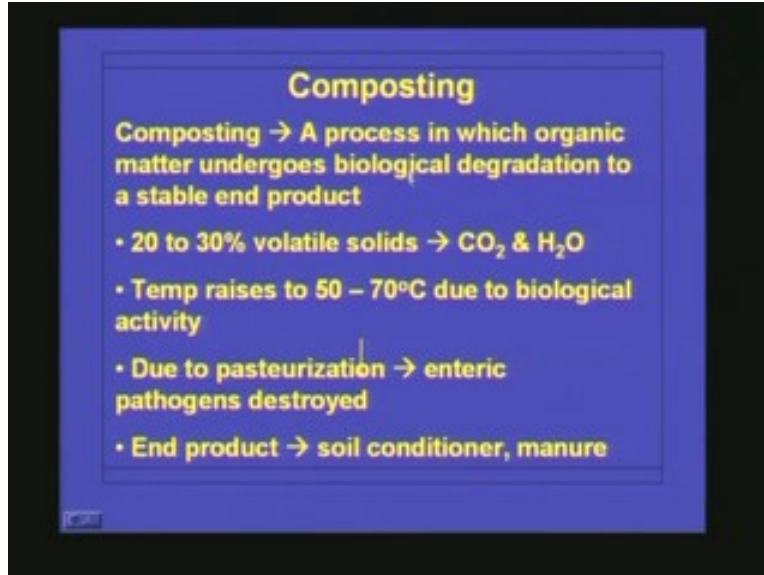 Composting
Composting → A process in which organic
matter undergoes biological degradation to
a stable end product
• 20 to 30% volatile solids → CO₂ & H₂O
• Temp raises to 50 – 70ºC due to biological
activity
• Due to pasteurization → enteric
pathogens destroyed
• End product → soil conditioner, manure